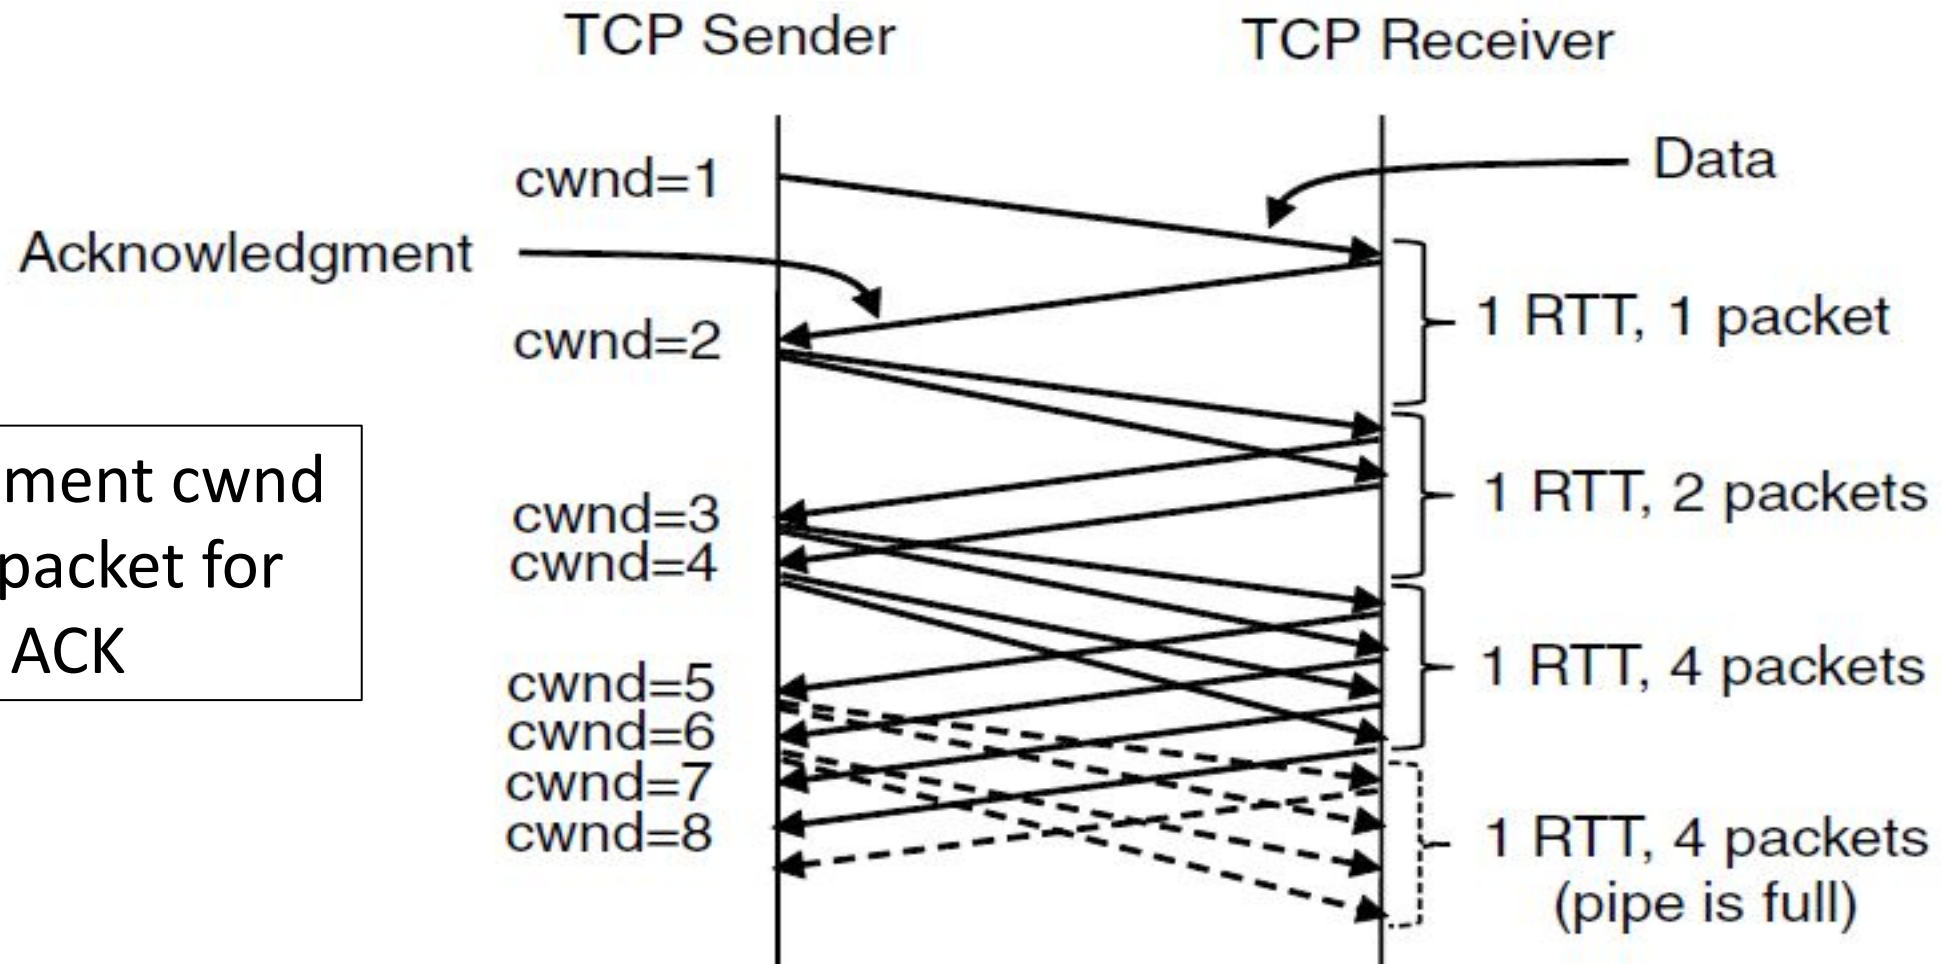 TCP Sender
TCP Receiver
cwnd=1
Data
Acknowledgment
1 RTT, 1 packet
cwnd=2
ment cwnd
packet for
ACK
1 RTT, 2 packets
cwnd=3
cwnd=4
1 RTT, 4 packets
cwnd=5
cwnd=6
cwnd=7
cwnd=8
1 RTT, 4 packets
(pipe is full)